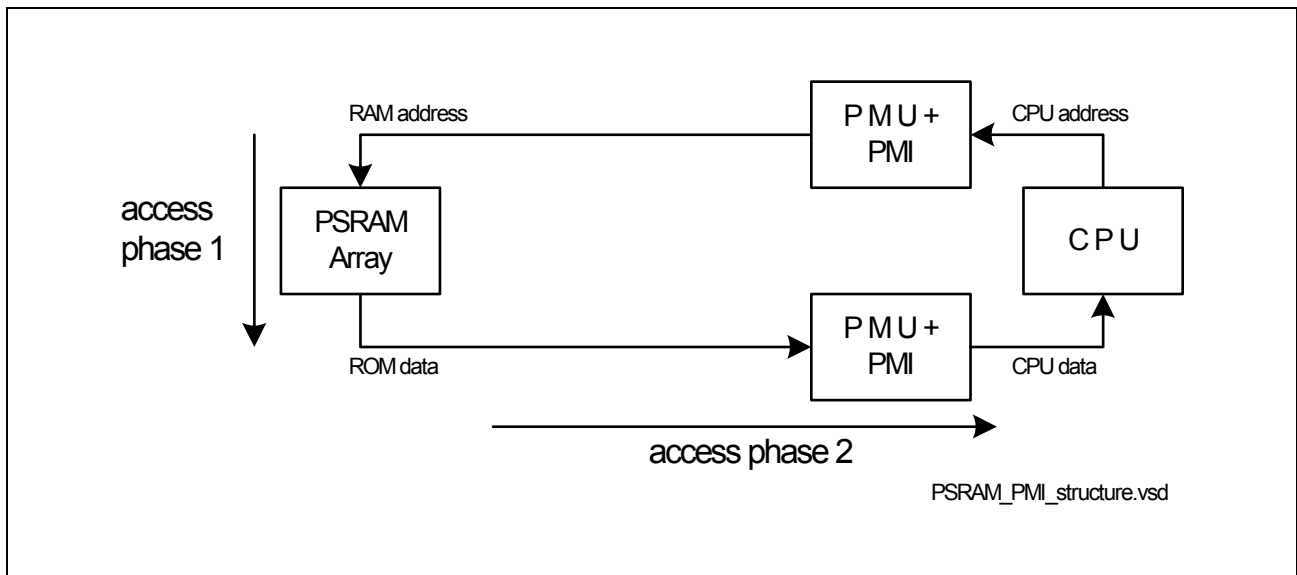 RAM address
PMU+
PMI
CPU address
access
phase 1
PSRAM
Array
CPU
PMU+
PMI
ROM data
CPU data
access phase 2
PSRAM_PMI_structure.vsd